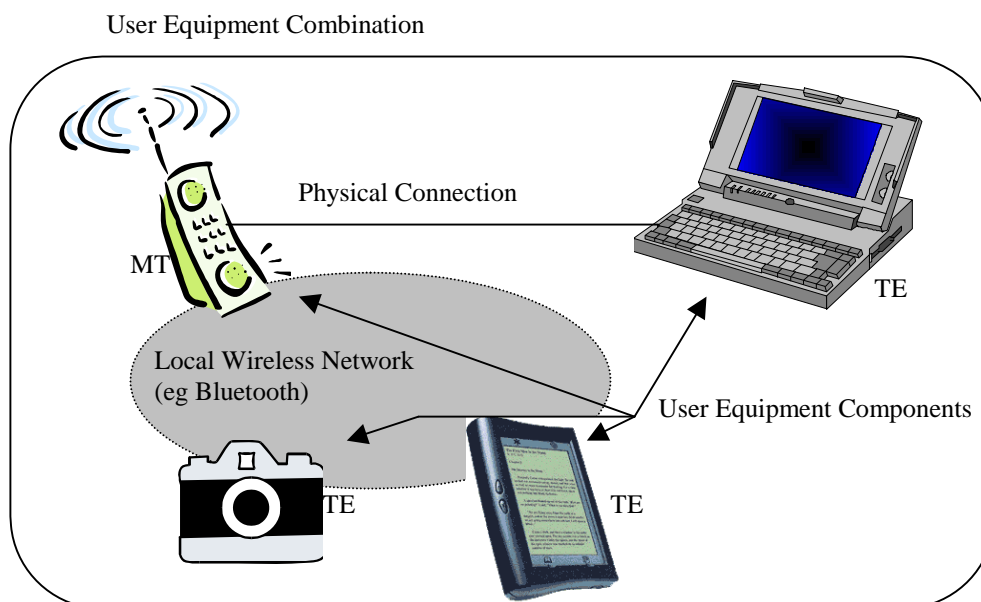 User Equipment Combination
Physical Connection
MT
TE
Local Wireless Network
(eg Bluetooth)
User Equipment Components
TE
TE